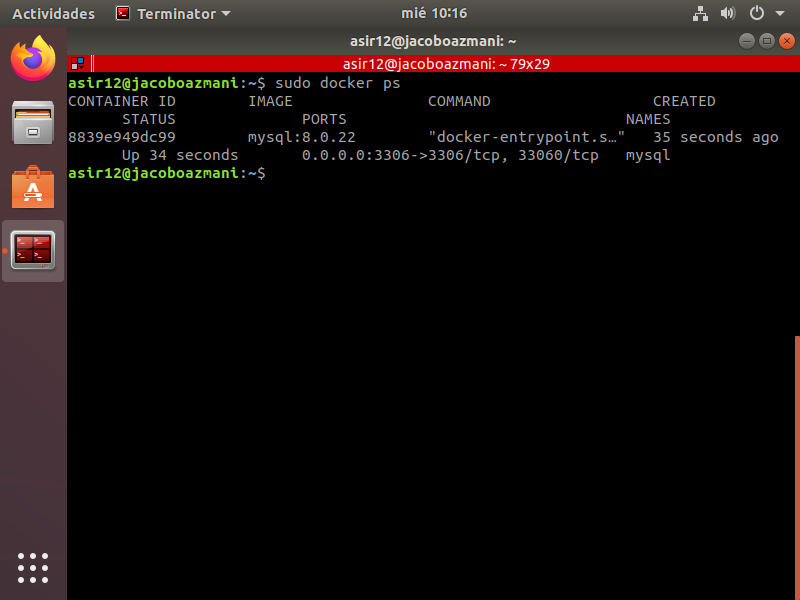 Actividades Terminator mié 10:16
asir12@jacoboazmani: ~
asir12@jacoboazmani: ~ 79x29
asir12@jacoboazmani:~$ sudo docker ps
CONTAINER ID IMAGE COMMAND CREATED
STATUS PORTS NAMES
8839e949dc99 mysql:8.0.22 "docker-entrypoint.s…" 35 seconds ago
Up 34 seconds 0.0.0.0:3306->3306/tcp, 33060/tcp mysql
asir12@jacoboazmani:~$